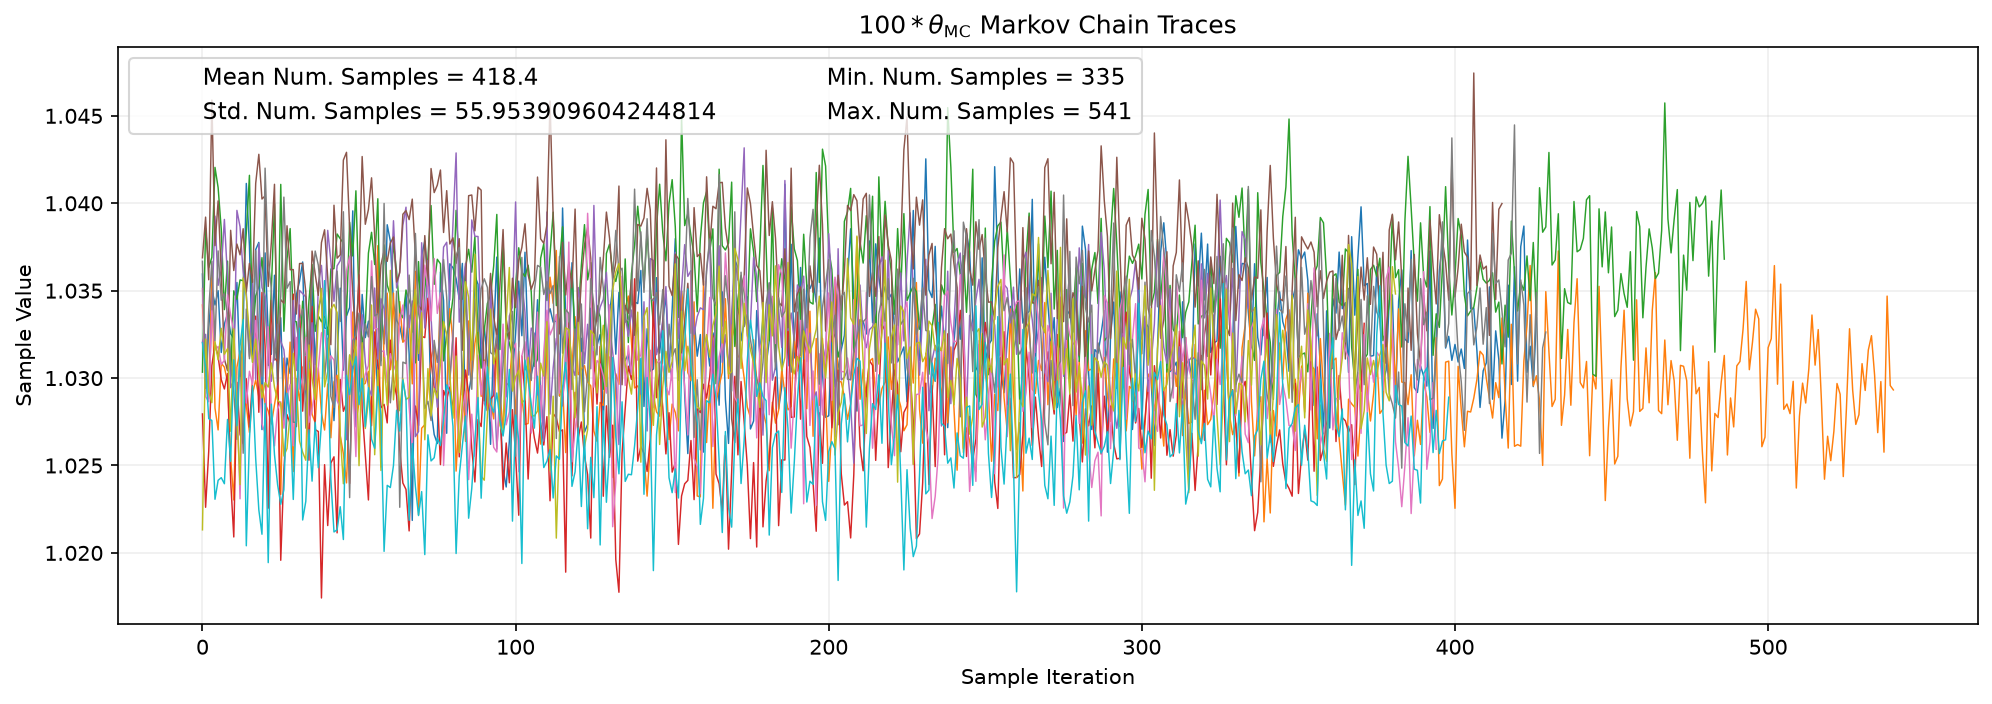 100 * θMC Markov Chain Traces
Mean Num. Samples = 418.4
Std. Num. Samples = 55.953909604244814
Min. Num. Samples = 335
Max. Num. Samples = 541
Sample Value
1.045
1.040
1.035
1.030
1.025
1.020
0 100 200 300 400 500
Sample Iteration